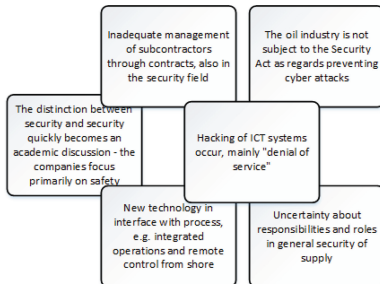 Inadequate management
of subcontractors
through contracts, also in
the security field
The oil industry is not
subject to the Security
Act as regards preventing
cyber attacks
The distinction between
security and security
quickly becomes an
academic discussion - the
companies focus
primarily on safety
Hacking of ICT systems
occur, mainly "denial of
service"
New technology in
interface with process,
e.g. integrated
operations and remote
control from shore
Uncertainty about
responsibilities and roles
in general security of
supply